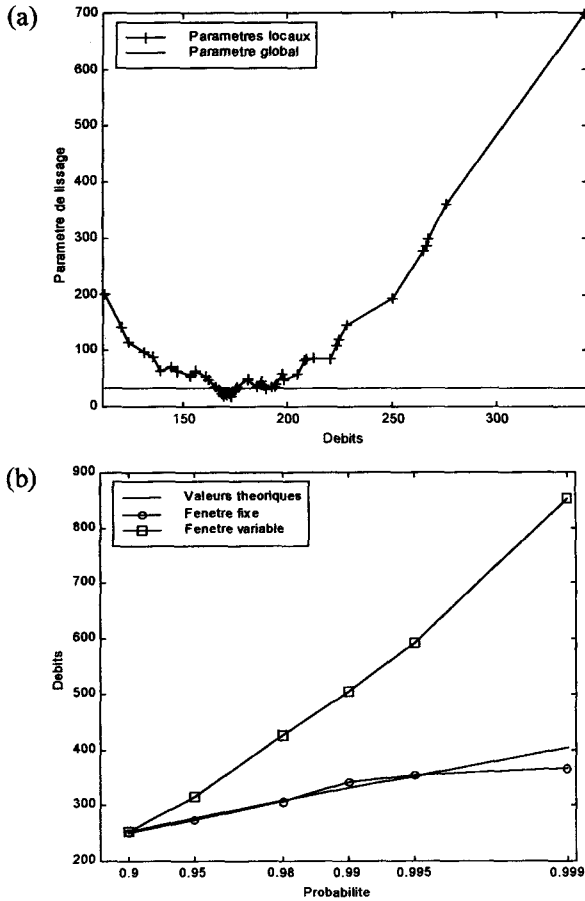 (a)
700
600
500
400
300
200
100
0
Parametres locaux
Paramètre global
Parametre de lissage
150
200
250
300
Debits
(b)
900
800
700
600
500
400
300
200
Valeurs theoriques
Fenetre fixe
Fenetre variable
Debits
0.9
0.95
0.98
0.99
0.995
0.999
Probabilite